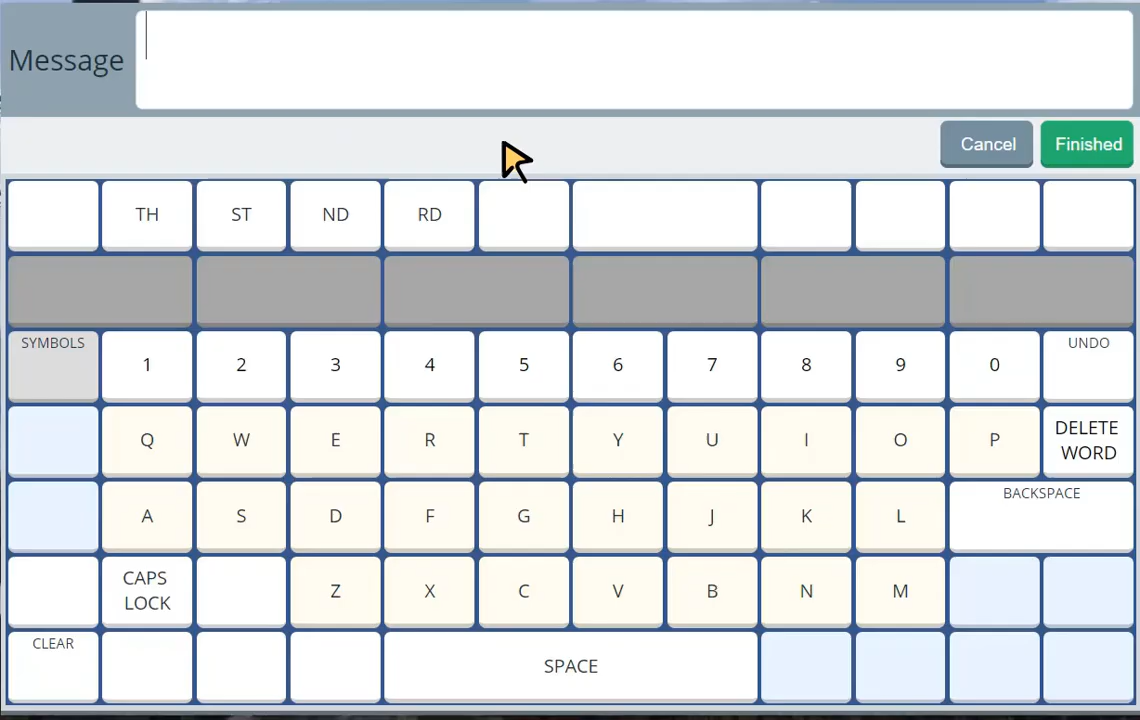 Message
Cancel Finished
TH ST ND RD
SYMBOLS 1 2 3 4 5 6 7 8 9 0 UNDO
Q W E R T Y U I O P DELETE WORD
A S D F G H J K L BACKSPACE
CAPS LOCK Z X C V B N M
CLEAR SPACE